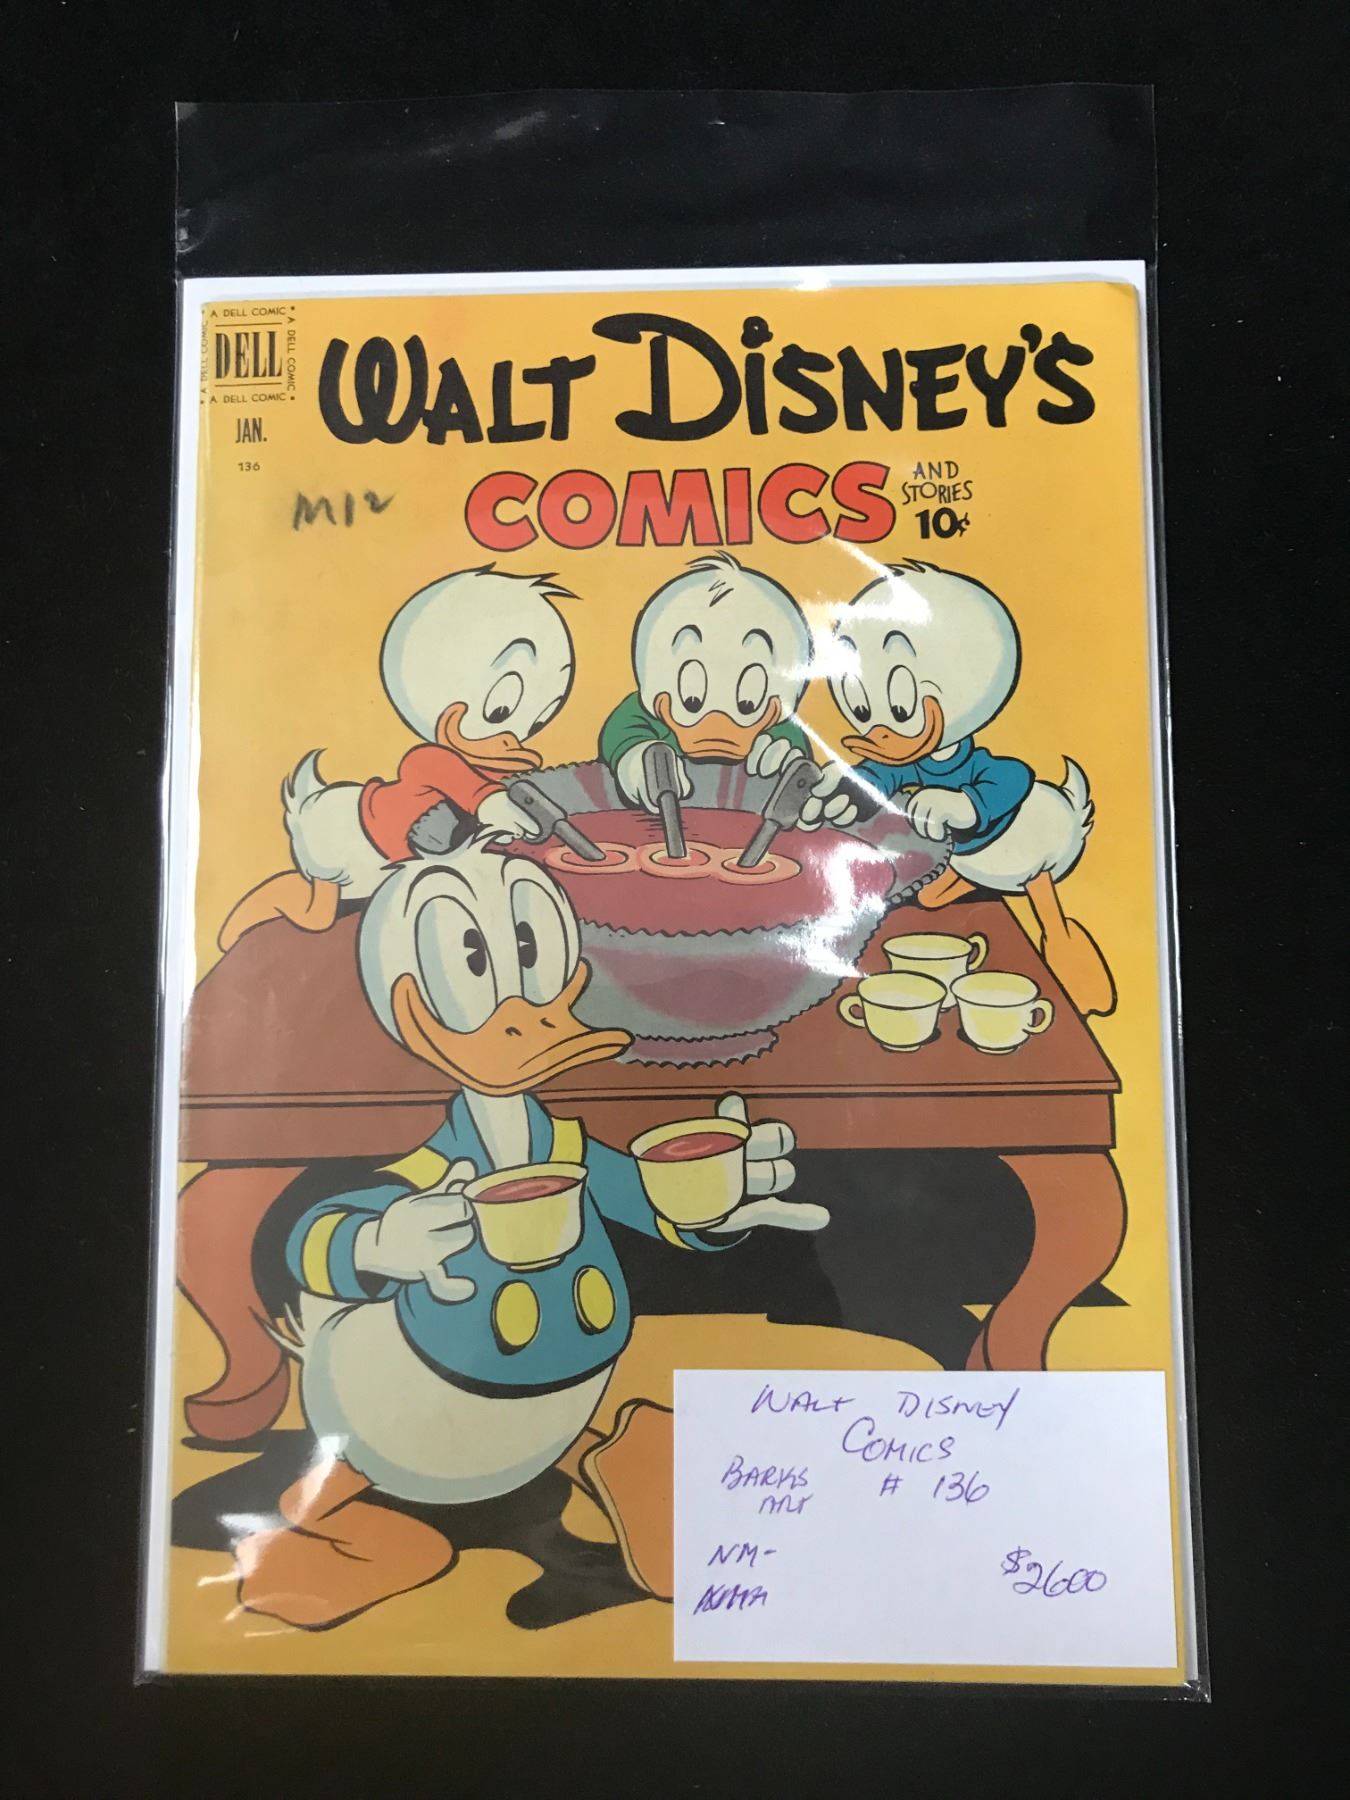 A DELL COMIC
A DELL COMIC
DELL
A DELL COMIC
A DELL COMIC
JAN.
136
M12
WALT DISNEY'S
COMICS
AND
STORIES
10¢
WALT DISNEY
COMICS
BARKS # 136
ART
NM-
$2600